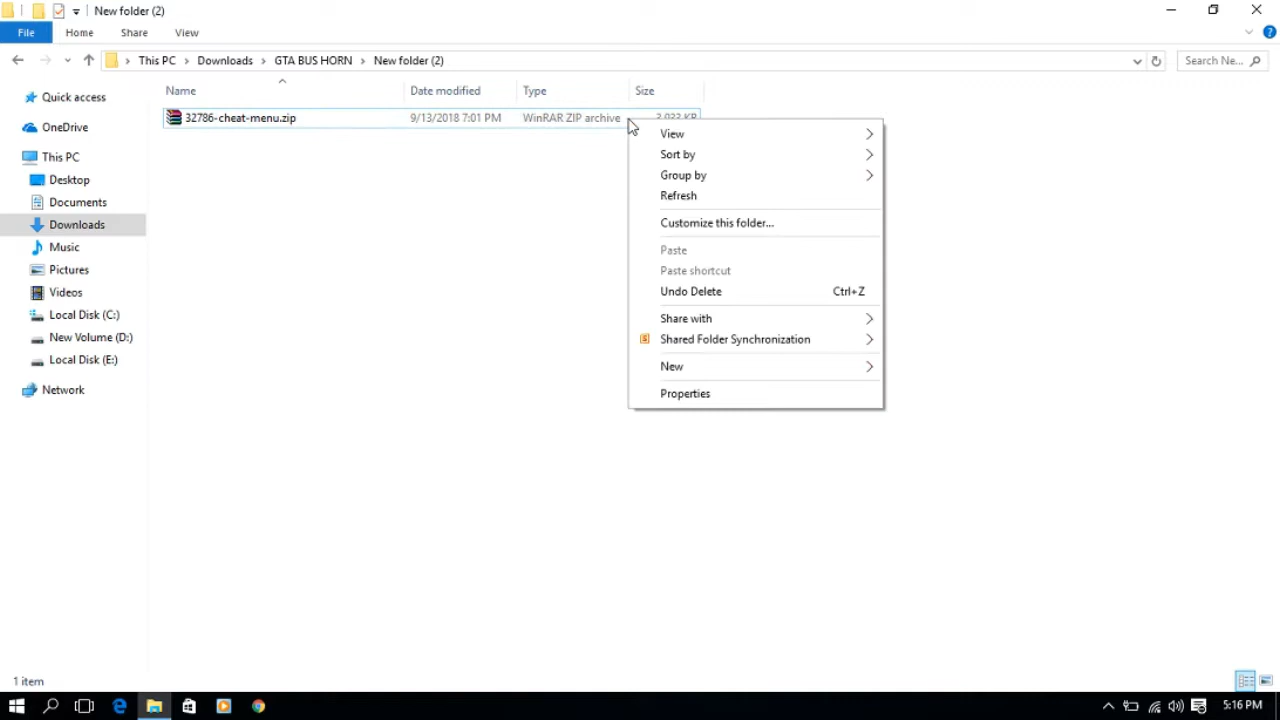 New folder (2)
File Home Share View
This PC Downloads GTA BUS HORN New folder (2) Search Ne...
Name Date modified Type Size
32786-cheat-menu.zip 9/13/2018 7:01 PM WinRAR ZIP archive
Quick access
OneDrive
This PC
Desktop
Documents
Downloads
Music
Pictures
Videos
Local Disk (C:)
New Volume (D:)
Local Disk (E:)
Network
View
Sort by
Group by
Refresh
Customize this folder...
Paste
Paste shortcut
Undo Delete Ctrl+Z
Share with
Shared Folder Synchronization
New
Properties
1 item
5:16 PM